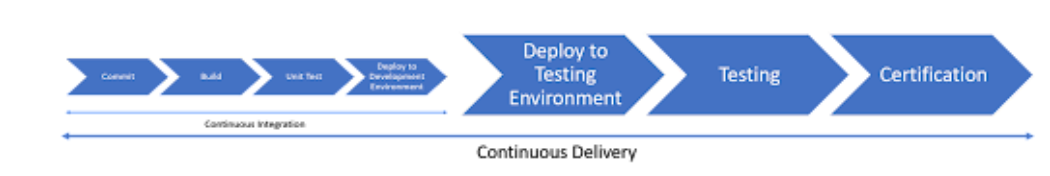 Commit
Build
Unit Test
Deploy to
Development
Environment
Deploy to
Testing
Environment
Testing
Certification
Continuous Integration
Continuous Delivery